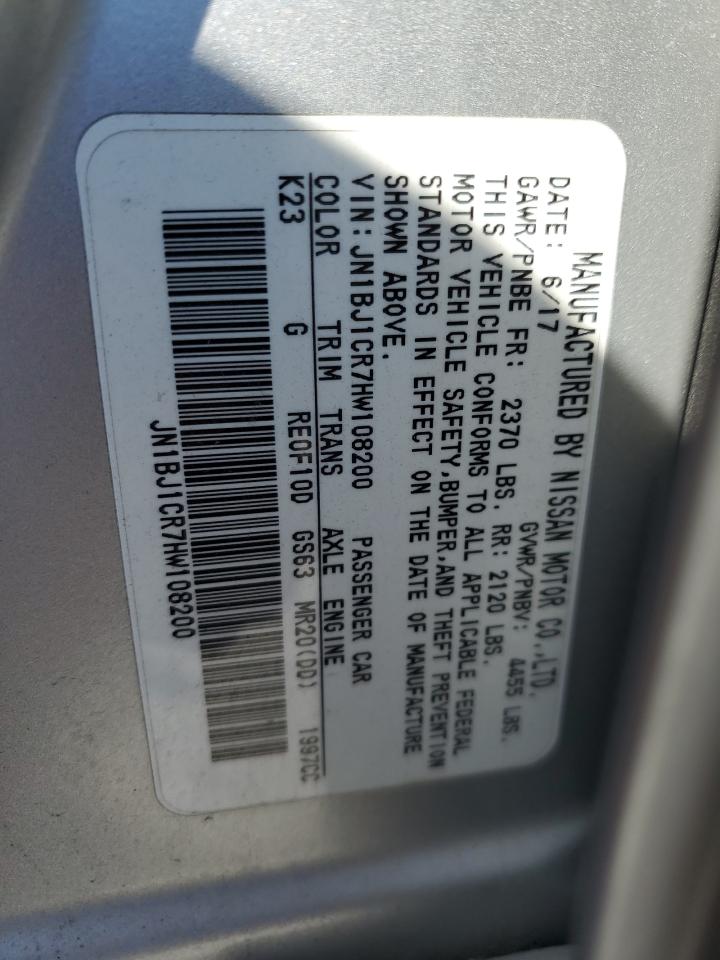 MANUFACTURED BY NISSAN MOTOR CO.,LTD.
DATE: 6/17 GVWR/PNBV: 4455 LBS.
GAWR/PNBE FR: 2370 LBS. RR: 2120 LBS.
THIS VEHICLE CONFORMS TO ALL APPLICABLE FEDERAL
MOTOR VEHICLE SAFETY,BUMPER,AND THEFT PREVENTION
STANDARDS IN EFFECT ON THE DATE OF MANUFACTURE
SHOWN ABOVE.
VIN:JN1BJ1CR7HW108200 PASSENGER CAR
COLOR TRIM TRANS AXLE ENGINE
K23 G RE0F10D GS63 MR20(DD) 1997CC
JN1BJ1CR7HW108200